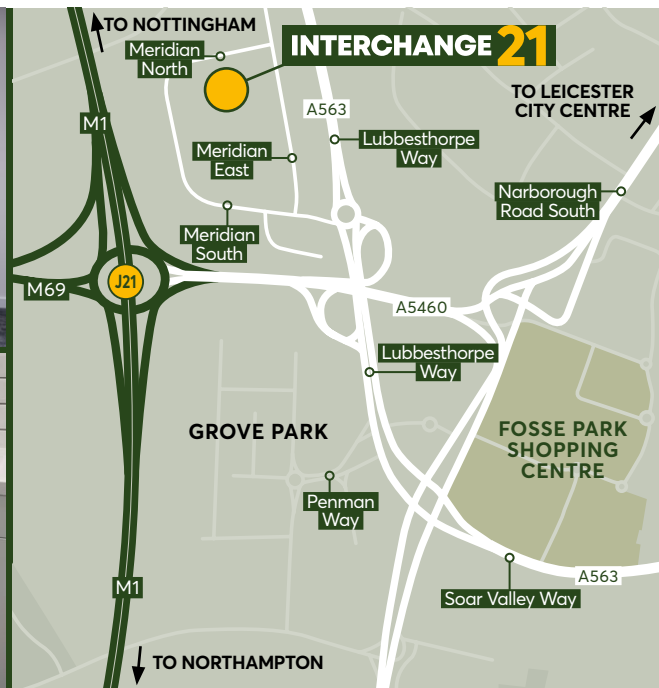 TO NOTTINGHAM
Meridian
North
INTERCHANGE 21
TO LEICESTER
CITY CENTRE
A563
M1
Lubbesthorpe
Way
Meridian
East
Narborough
Road South
Meridian
South
J21
M69
A5460
Lubbesthorpe
Way
GROVE PARK
FOSSE PARK
SHOPPING
CENTRE
Penman
Way
A563
M1
Soar Valley Way
TO NORTHAMPTON